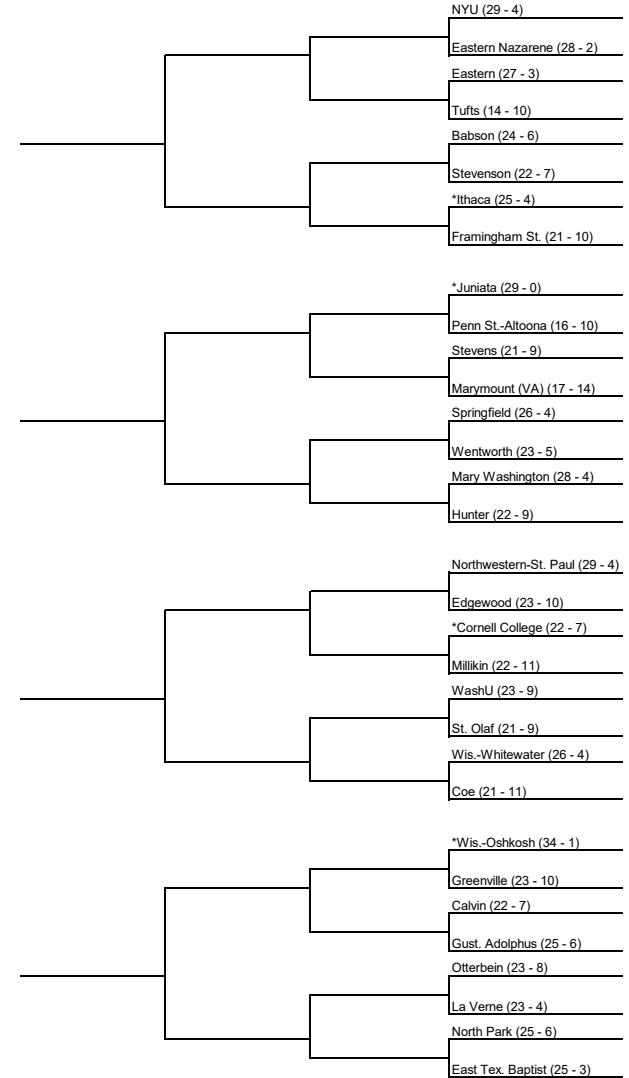 NYU (29 - 4)
Eastern Nazarene (28 - 2)
Eastern (27 - 3)
Tufts (14 - 10)
Babson (24 - 6)
Stevenson (22 - 7)
*Ithaca (25 - 4)
Framingham St. (21 - 10)
*Juniata (29 - 0)
Penn St.-Altoona (16 - 10)
Stevens (21 - 9)
Marymount (VA) (17 - 14)
Springfield (26 - 4)
Wentworth (23 - 5)
Mary Washington (28 - 4)
Hunter (22 - 9)
Northwestern-St. Paul (29 - 4)
Edgewood (23 - 10)
*Cornell College (22 - 7)
Millikin (22 - 11)
WashU (23 - 9)
St. Olaf (21 - 9)
Wis.-Whitewater (26 - 4)
Coe (21 - 11)
*Wis.-Oshkosh (34 - 1)
Greenville (23 - 10)
Calvin (22 - 7)
Gust. Adolphus (25 - 6)
Otterbein (23 - 8)
La Verne (23 - 4)
North Park (25 - 6)
East Tex. Baptist (25 - 3)